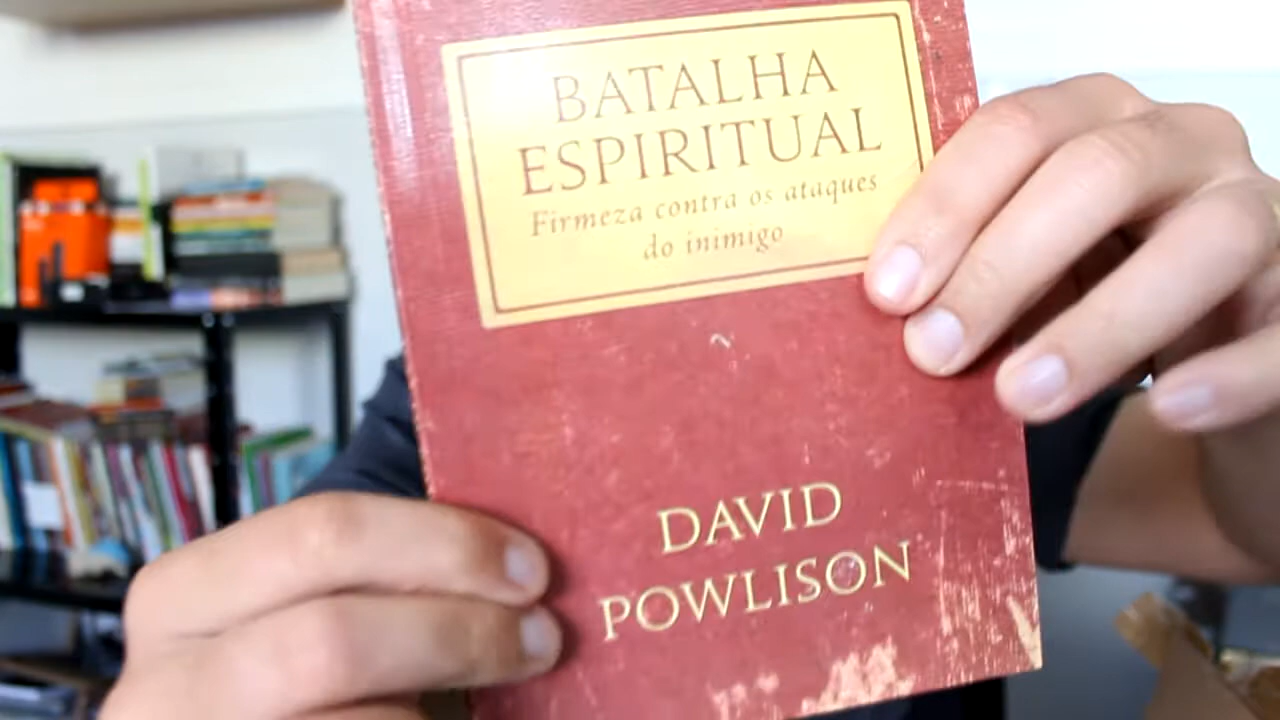 BATALHA
ESPIRITUAL
Firmeza contra os ataques
do inimigo
DAVID
POWLISON